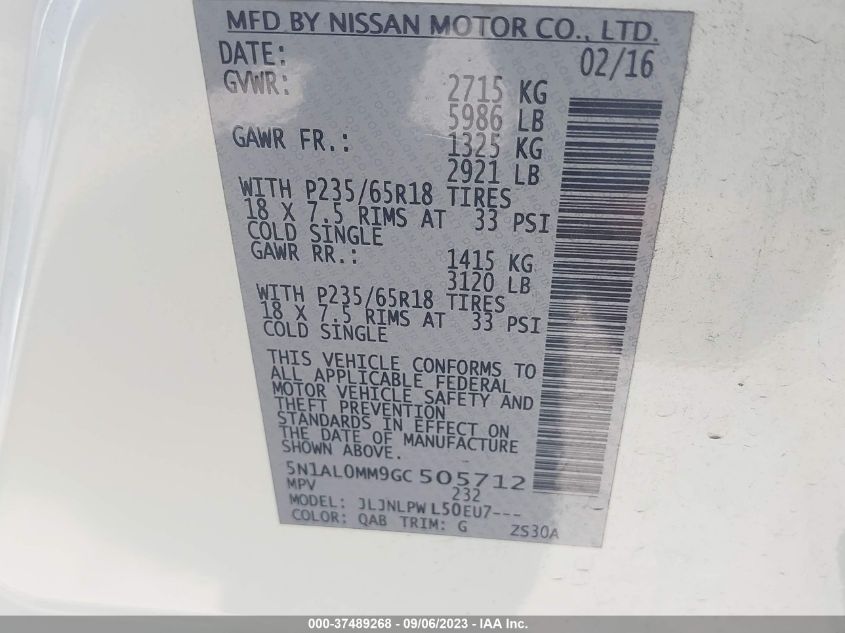 MFD BY NISSAN MOTOR CO., LTD.
DATE: 02/16
GVWR: 2715 KG
5986 LB
GAWR FR.: 1325 KG
2921 LB
WITH P235/65R18 TIRES
18 X 7.5 RIMS AT 33 PSI
COLD SINGLE
GAWR RR.: 1415 KG
3120 LB
WITH P235/65R18 TIRES
18 X 7.5 RIMS AT 33 PSI
COLD SINGLE
THIS VEHICLE CONFORMS TO
ALL APPLICABLE FEDERAL
MOTOR VEHICLE SAFETY AND
THEFT PREVENTION
STANDARDS IN EFFECT ON
THE DATE OF MANUFACTURE
SHOWN ABOVE.
5N1AL0MM9GC505712
MPV 232
MODEL: JLJNLPW L50EU7---
COLOR: QAB TRIM: G ZS30A
000-37489268 - 09/06/2023 - IAA Inc.